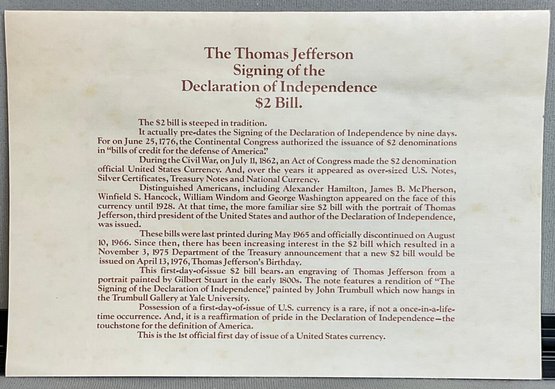 The Thomas Jefferson
Signing of the
Declaration of Independence
$2 Bill.
The $2 bill is steeped in tradition.
It actually pre-dates the Signing of the Declaration of Independence by nine days.
For on June 25, 1776, the Continental Congress authorized the issuance of $2 denominations
in "bills of credit for the defense of America."
During the Civil War, on July 11, 1862, an Act of Congress made the $2 denomination
official United States Currency. And, over the years it appeared as over-sized U.S. Notes,
Silver Certificates, Treasury Notes and National Currency.
Distinguished Americans, including Alexander Hamilton, James B. McPherson,
Winfield S. Hancock, William Windom and George Washington appeared on the face of this
currency until 1928. At that time, the more familiar size $2 bill with the portrait of Thomas
Jefferson, third president of the United States and author of the Declaration of Independence,
was issued.
These bills were last printed during May 1965 and officially discontinued on August
10, 1966. Since then, there has been increasing interest in the $2 bill which resulted in a
November 3, 1975 Department of the Treasury announcement that a new $2 bill would be
issued on April 13, 1976, Thomas Jefferson's Birthday.
This first-day-of-issue $2 bill bears an engraving of Thomas Jefferson from a
portrait painted by Gilbert Stuart in the early 1800s. The note features a rendition of "The
Signing of the Declaration of Independence," painted by John Trumbull which now hangs in
the Trumbull Gallery at Yale University.
Possession of a first-day-of-issue of U.S. currency is a rare, if not a once-in-a-life-
time occurrence. And, it is a reaffirmation of pride in the Declaration of Independence—the
touchstone for the definition of America.
This is the 1st official first day of issue of a United States currency.